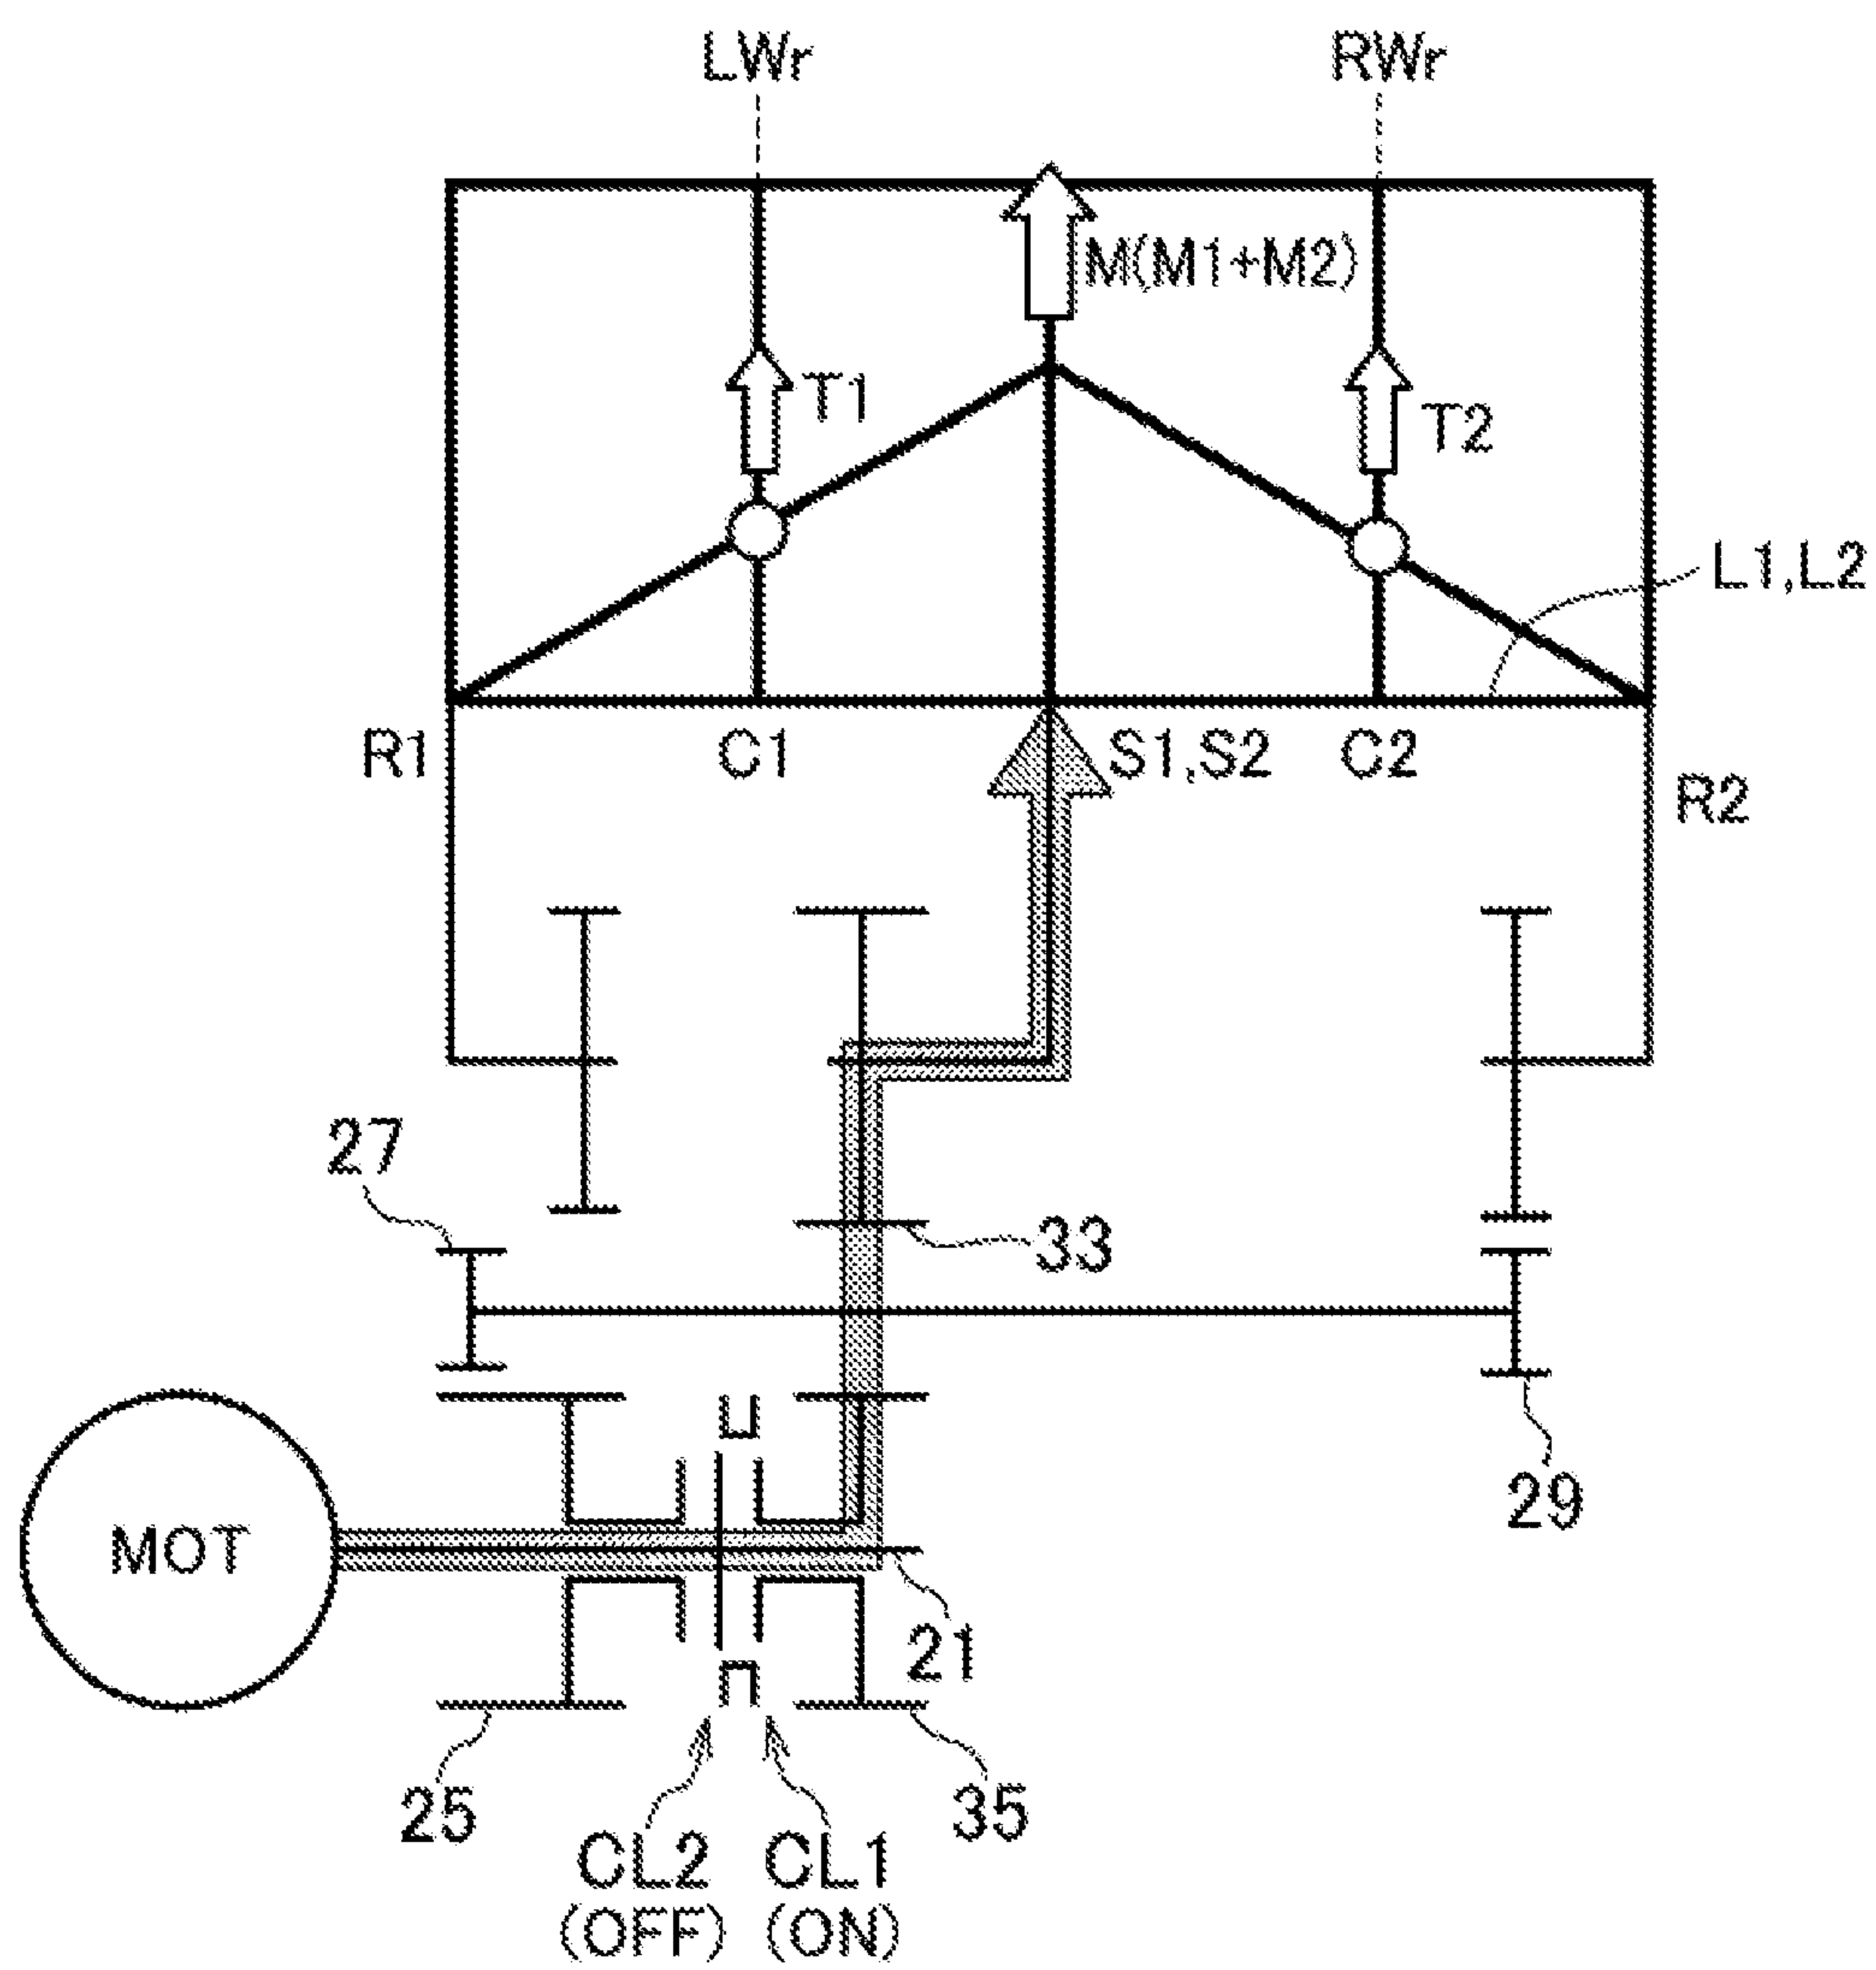 LWr
RWr
M(M1+M2)
T1
T2
L1,L2
R1
C1
S1,S2
C2
R2
27
33
29
MOT
21
25
35
CL2
CL1
(OFF)
(ON)